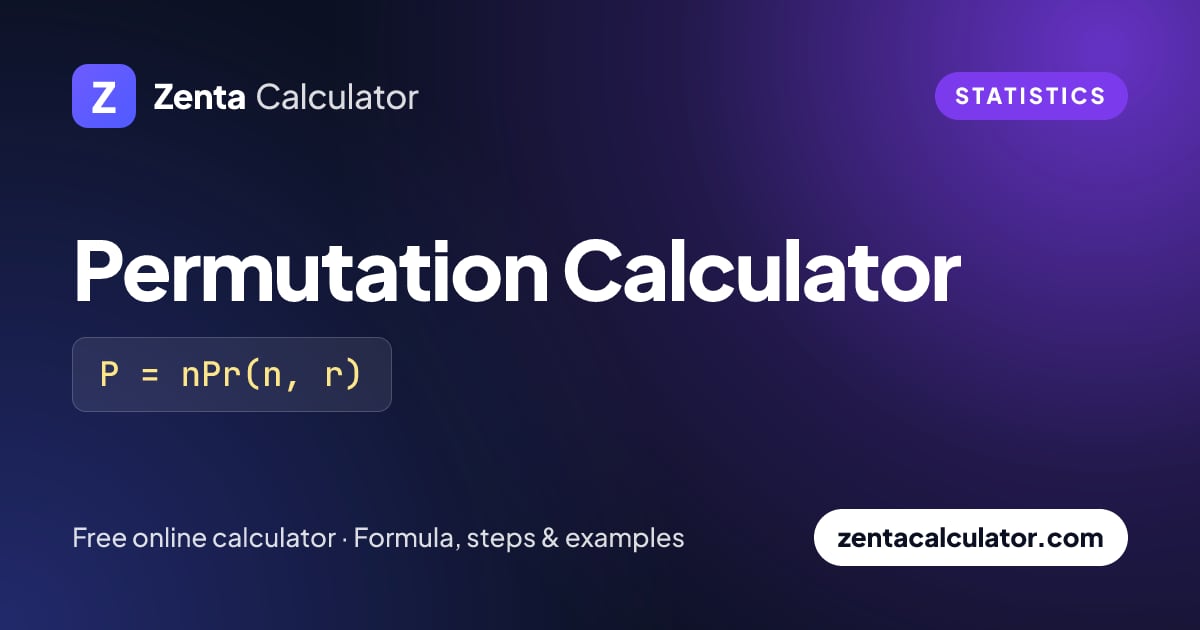 Z
Zenta Calculator
STATISTICS
Permutation Calculator
P = nPr(n, r)
Free online calculator · Formula, steps & examples
zentacalculator.com